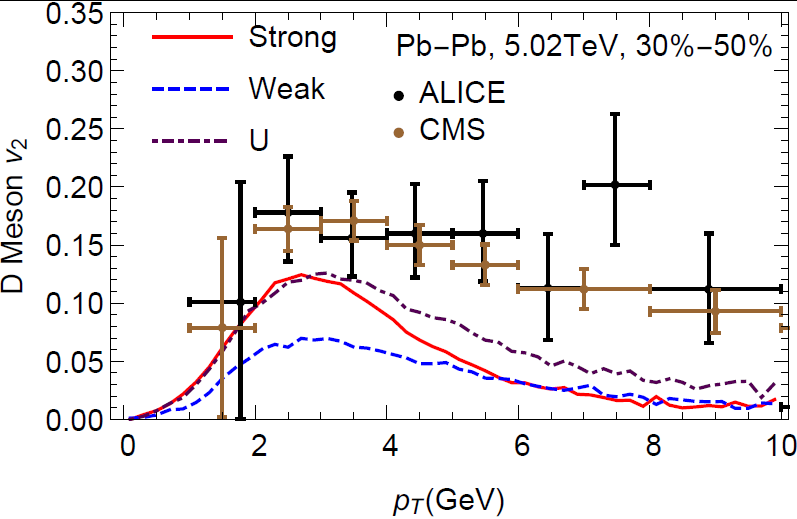 0.35
0.30
0.25
0.20
0.15
0.10
0.05
0.00
D Meson v2
Strong
Weak
U
Pb−Pb, 5.02TeV, 30%−50%
ALICE
CMS
0 2 4 6 8 10
pT(GeV)